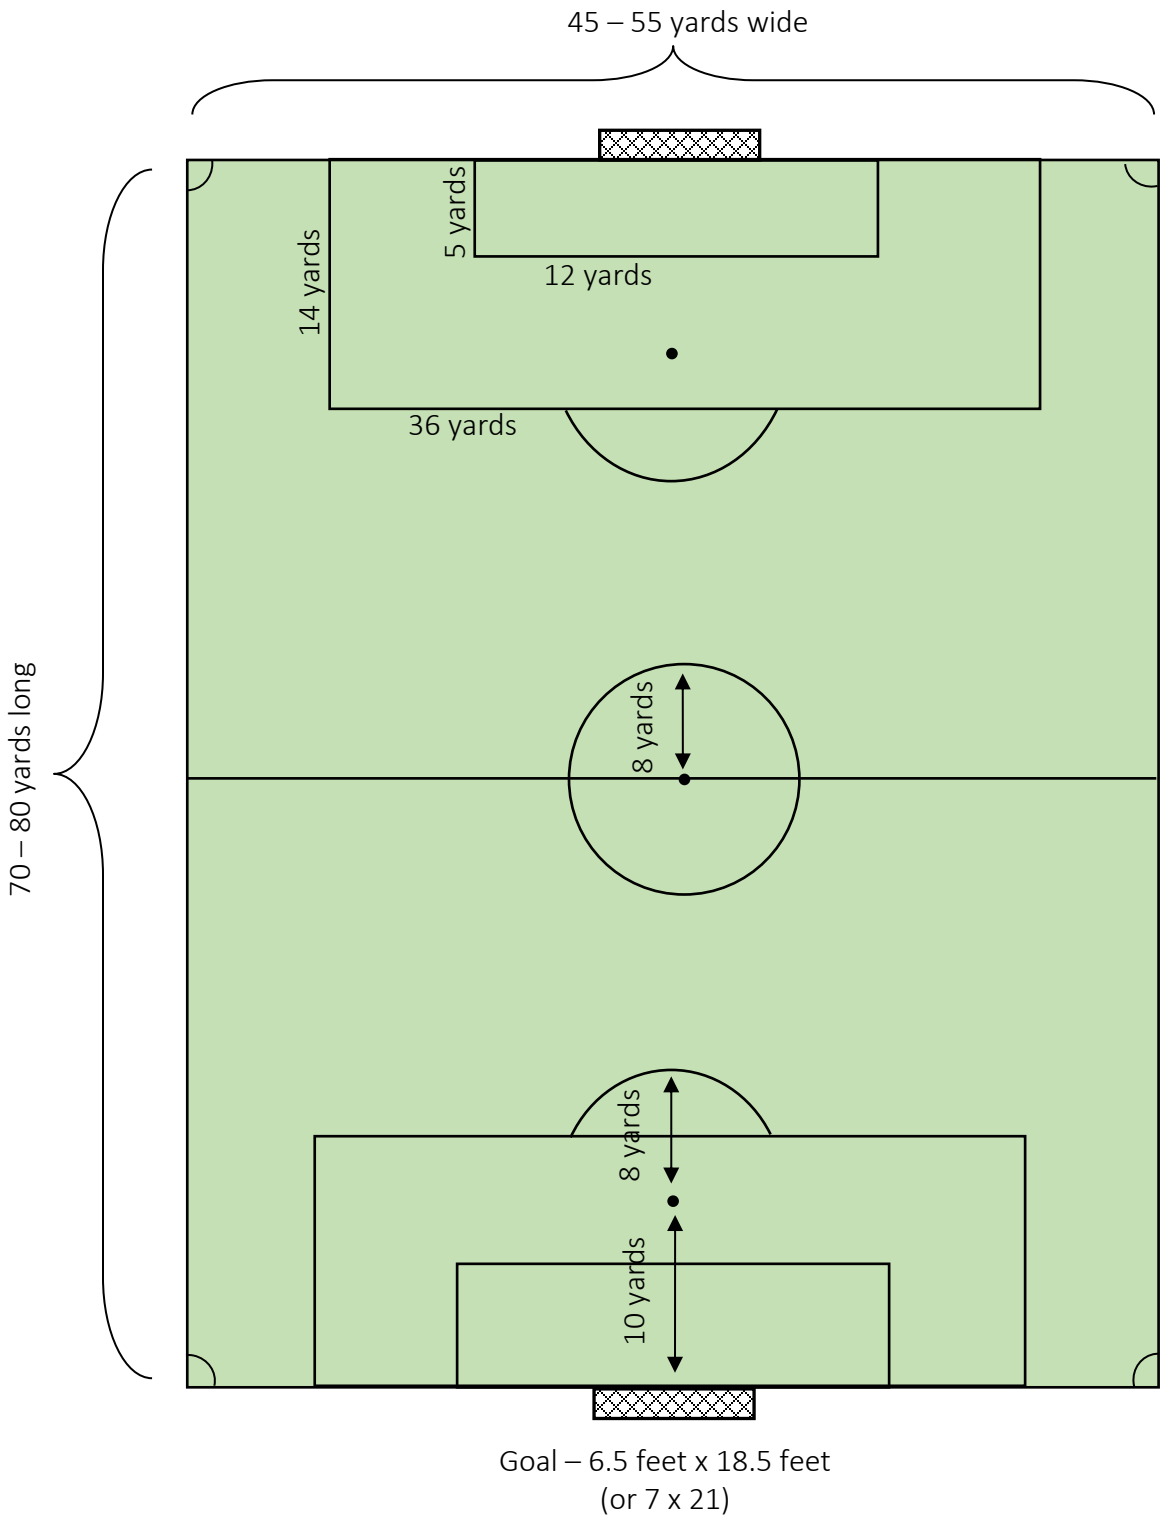 45 – 55 yards wide
5 yards
14 yards
12 yards
36 yards
8 yards
70 – 80 yards long
8 yards
10 yards
Goal – 6.5 feet x 18.5 feet
(or 7 x 21)